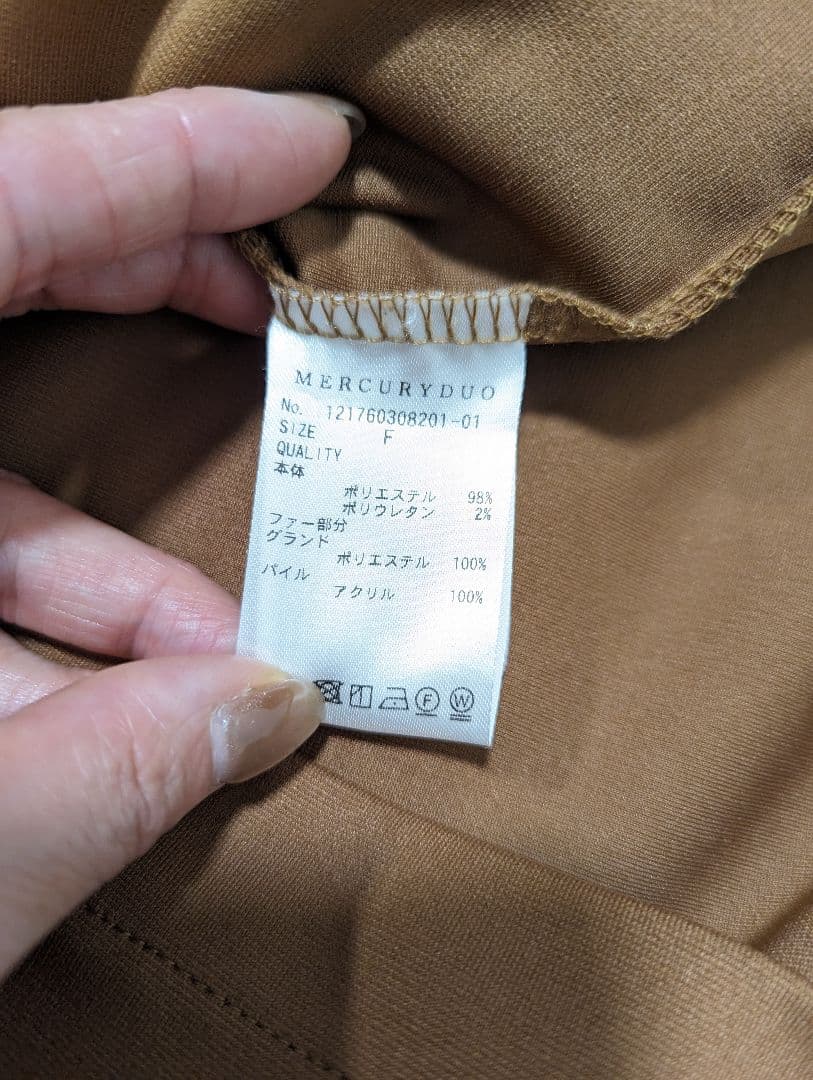 MERCURYDUO
No. 121760308201-01
SIZE F
QUALITY
本体
ポリエステル 98%
ポリウレタン 2%
ファー部分
グランド
ポリエステル 100%
パイル
アクリル 100%
F W